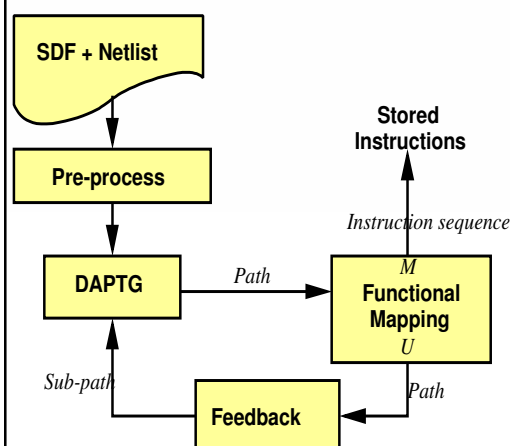 SDF + Netlist
Stored
Instructions
Pre-process
Instruction sequence
DAPTG
Path
M
Functional
Mapping
U
Sub-path
Path
Feedback